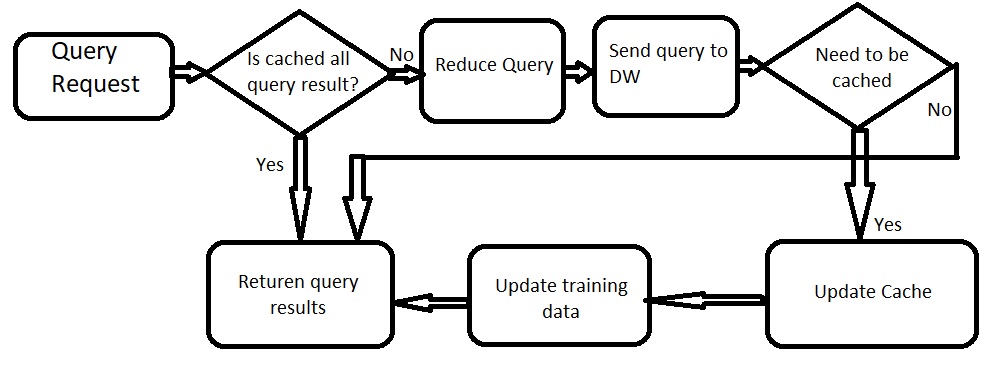 Query
Request
Is cached all
query result?
No
Reduce Query
Send query to
DW
Need to be
cached
No
Yes
Yes
Returen query
results
Update training
data
Update Cache